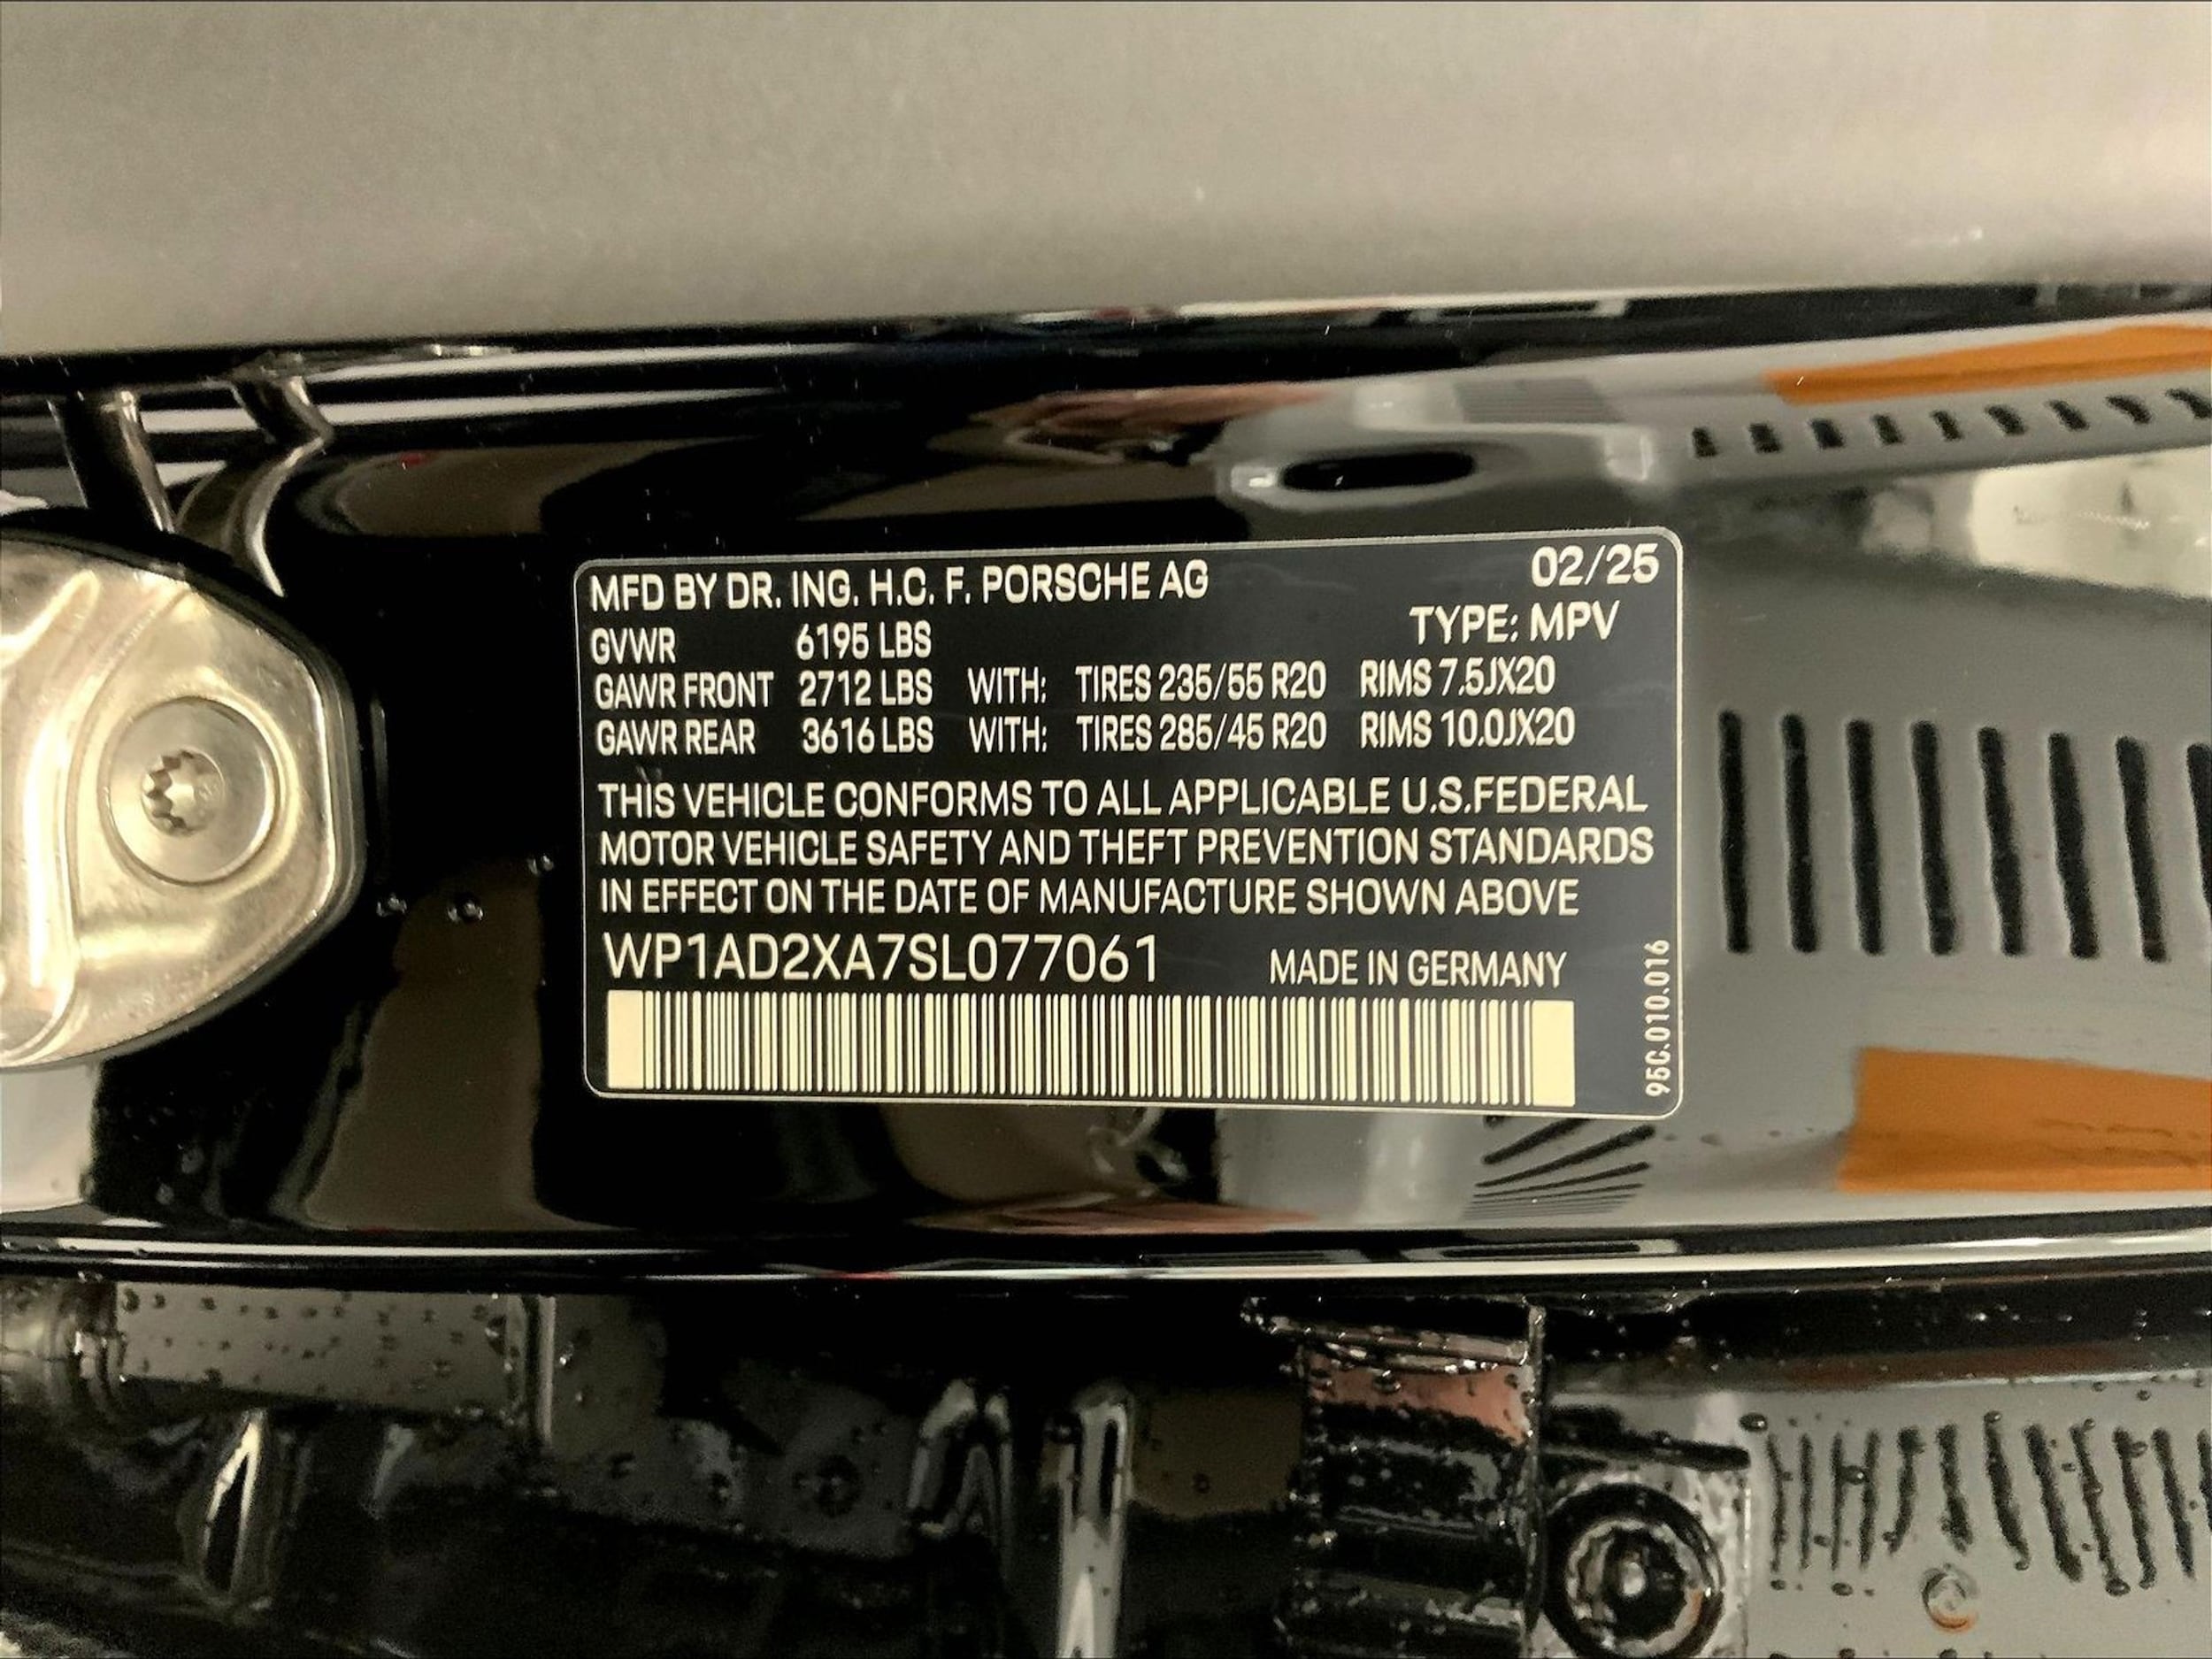 MFD BY DR. ING. H.C. F. PORSCHE AG 02/25
GVWR 6195 LBS TYPE: MPV
GAWR FRONT 2712 LBS WITH: TIRES 235/55 R20 RIMS 7.5JX20
GAWR REAR 3616 LBS WITH: TIRES 285/45 R20 RIMS 10.0JX20
THIS VEHICLE CONFORMS TO ALL APPLICABLE U.S.FEDERAL
MOTOR VEHICLE SAFETY AND THEFT PREVENTION STANDARDS
IN EFFECT ON THE DATE OF MANUFACTURE SHOWN ABOVE
WP1AD2XA7SL077061 MADE IN GERMANY
95C.010.016